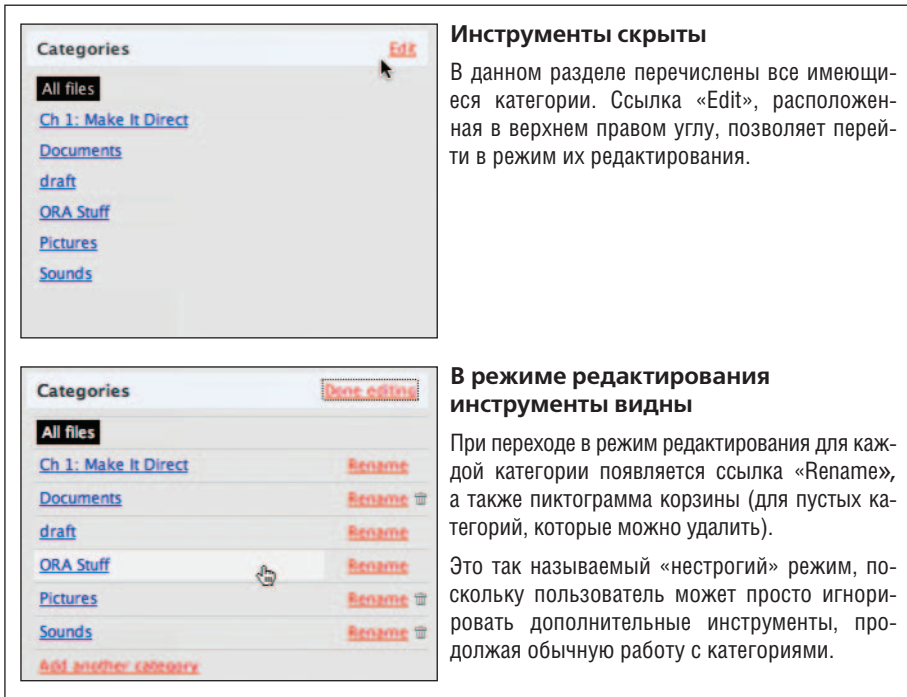 Categories Edit
All files
Ch 1: Make It Direct
Documents
draft
ORA Stuff
Pictures
Sounds
Инструменты скрыты
В данном разделе перечислены все имеющи-
еся категории. Ссылка «Edit», расположен-
ная в верхнем правом углу, позволяет перей-
ти в режим их редактирования.
Categories Done editing
All files
Ch 1: Make It Direct Rename
Documents Rename
draft Rename
ORA Stuff Rename
Pictures Rename
Sounds Rename
Add another category
В режиме редактирования
инструменты видны
При переходе в режим редактирования для каж-
дой категории появляется ссылка «Rename»,
а также пиктограмма корзины (для пустых ка-
тегорий, которые можно удалить).
Это так называемый «нестрогий» режим, по-
скольку пользователь может просто игнори-
ровать дополнительные инструменты, про-
должая обычную работу с категориями.